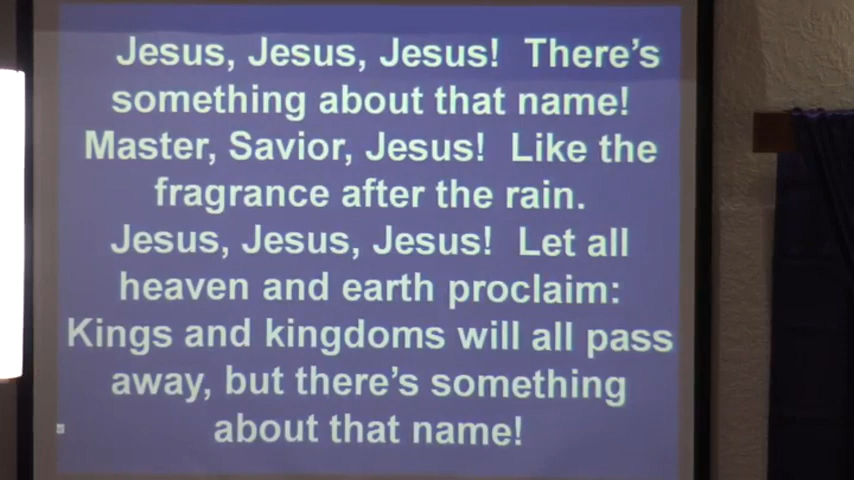 Jesus, Jesus, Jesus! There's
something about that name!
Master, Savior, Jesus! Like the
fragrance after the rain.
Jesus, Jesus, Jesus! Let all
heaven and earth proclaim:
Kings and kingdoms will all pass
away, but there's something
about that name!